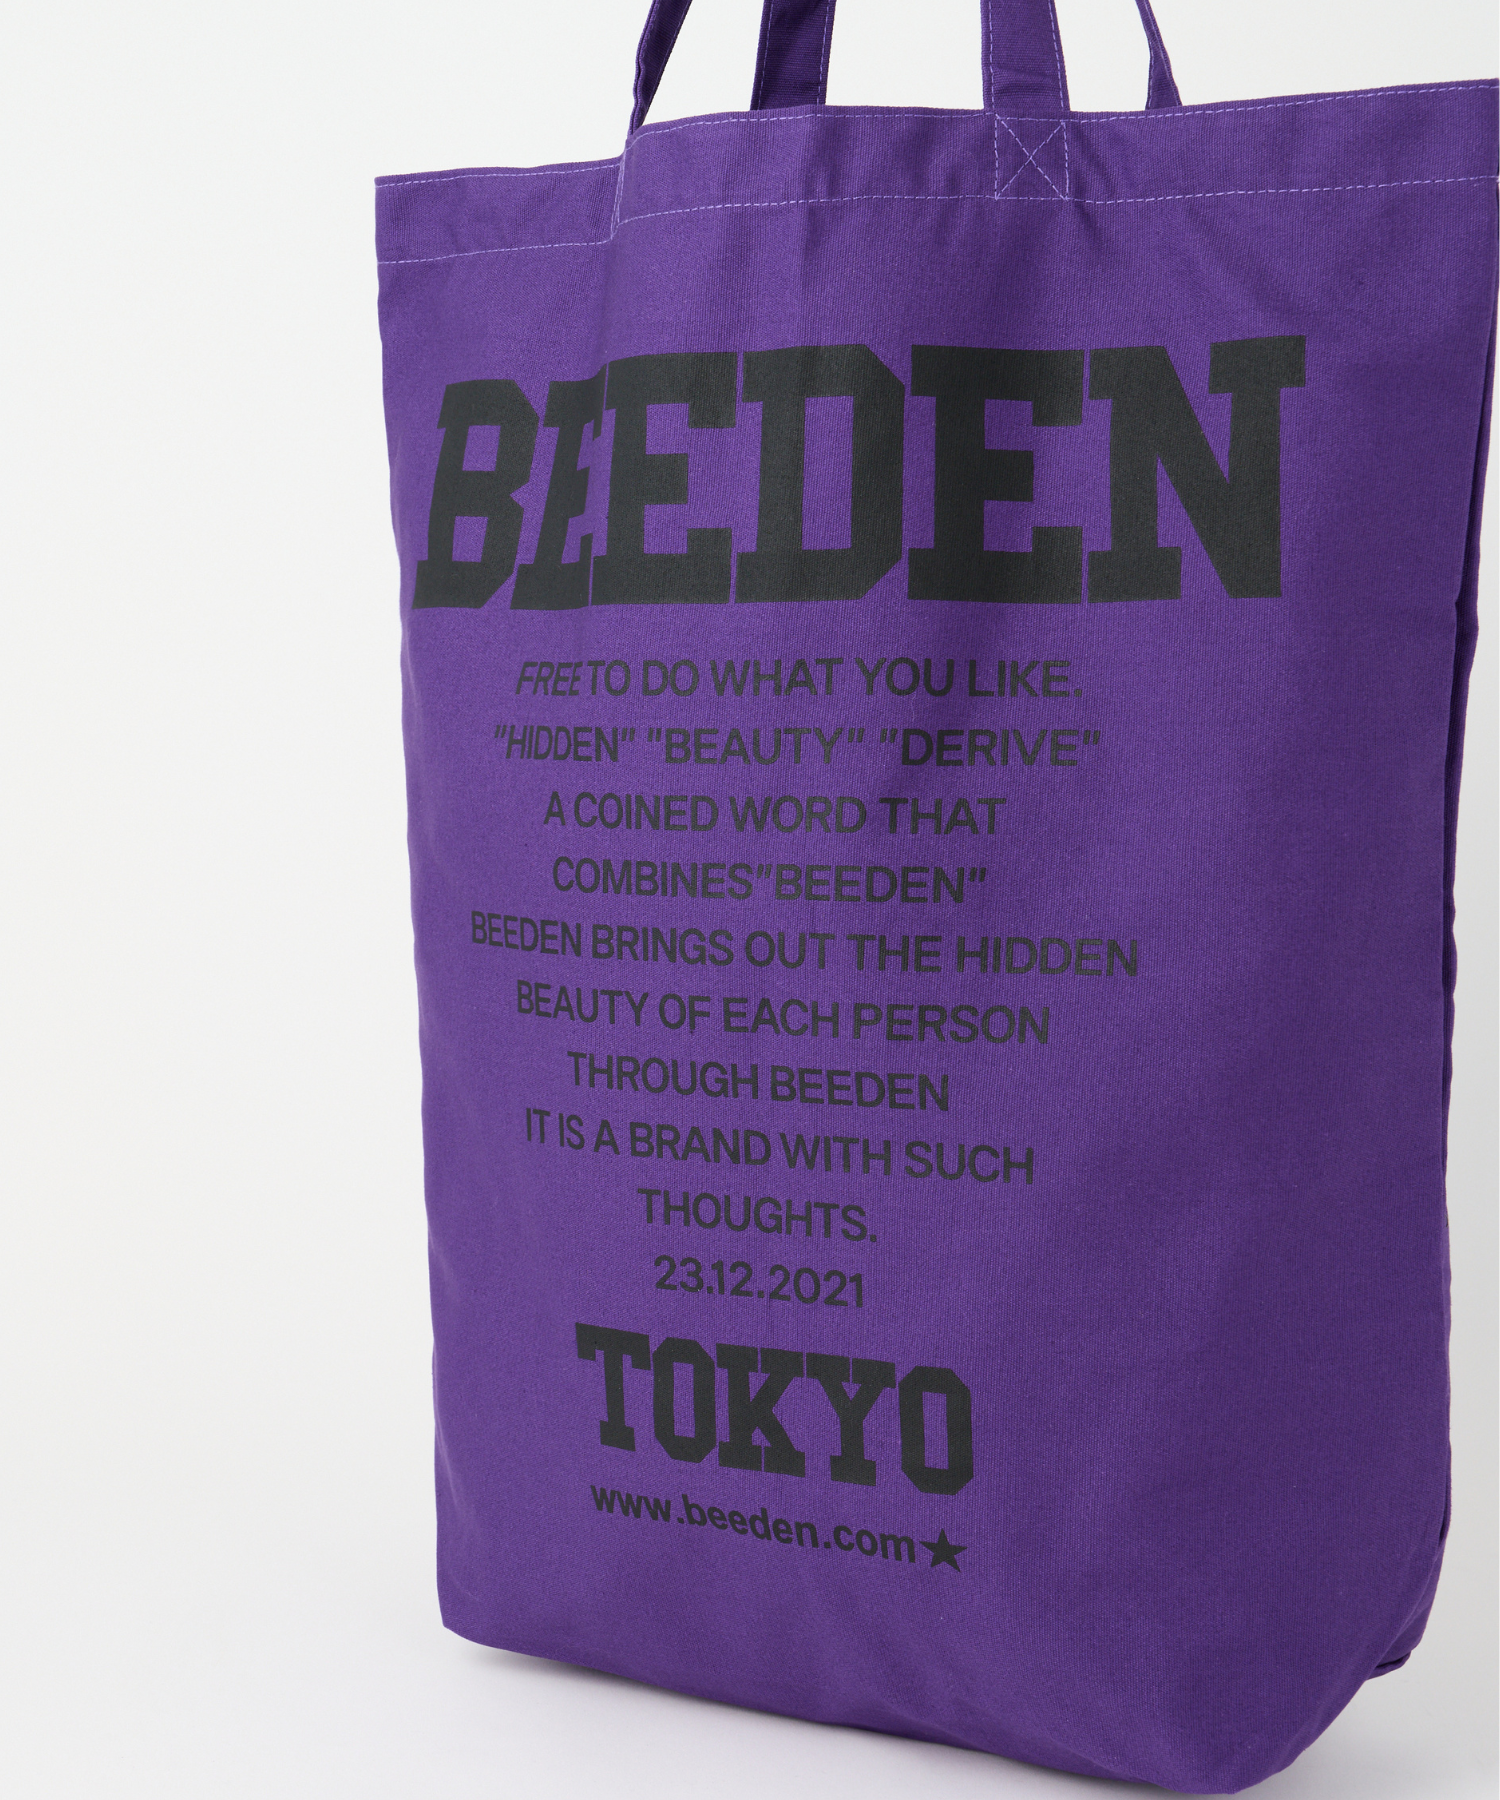 BEEDEN
FREE TO DO WHAT YOU LIKE.
"HIDDEN" "BEAUTY" "DERIVE"
A COINED WORD THAT
COMBINES"BEEDEN"
BEEDEN BRINGS OUT THE HIDDEN
BEAUTY OF EACH PERSON
THROUGH BEEDEN
IT IS A BRAND WITH SUCH
THOUGHTS.
23.12.2021
TOKYO
www.beeden.com★